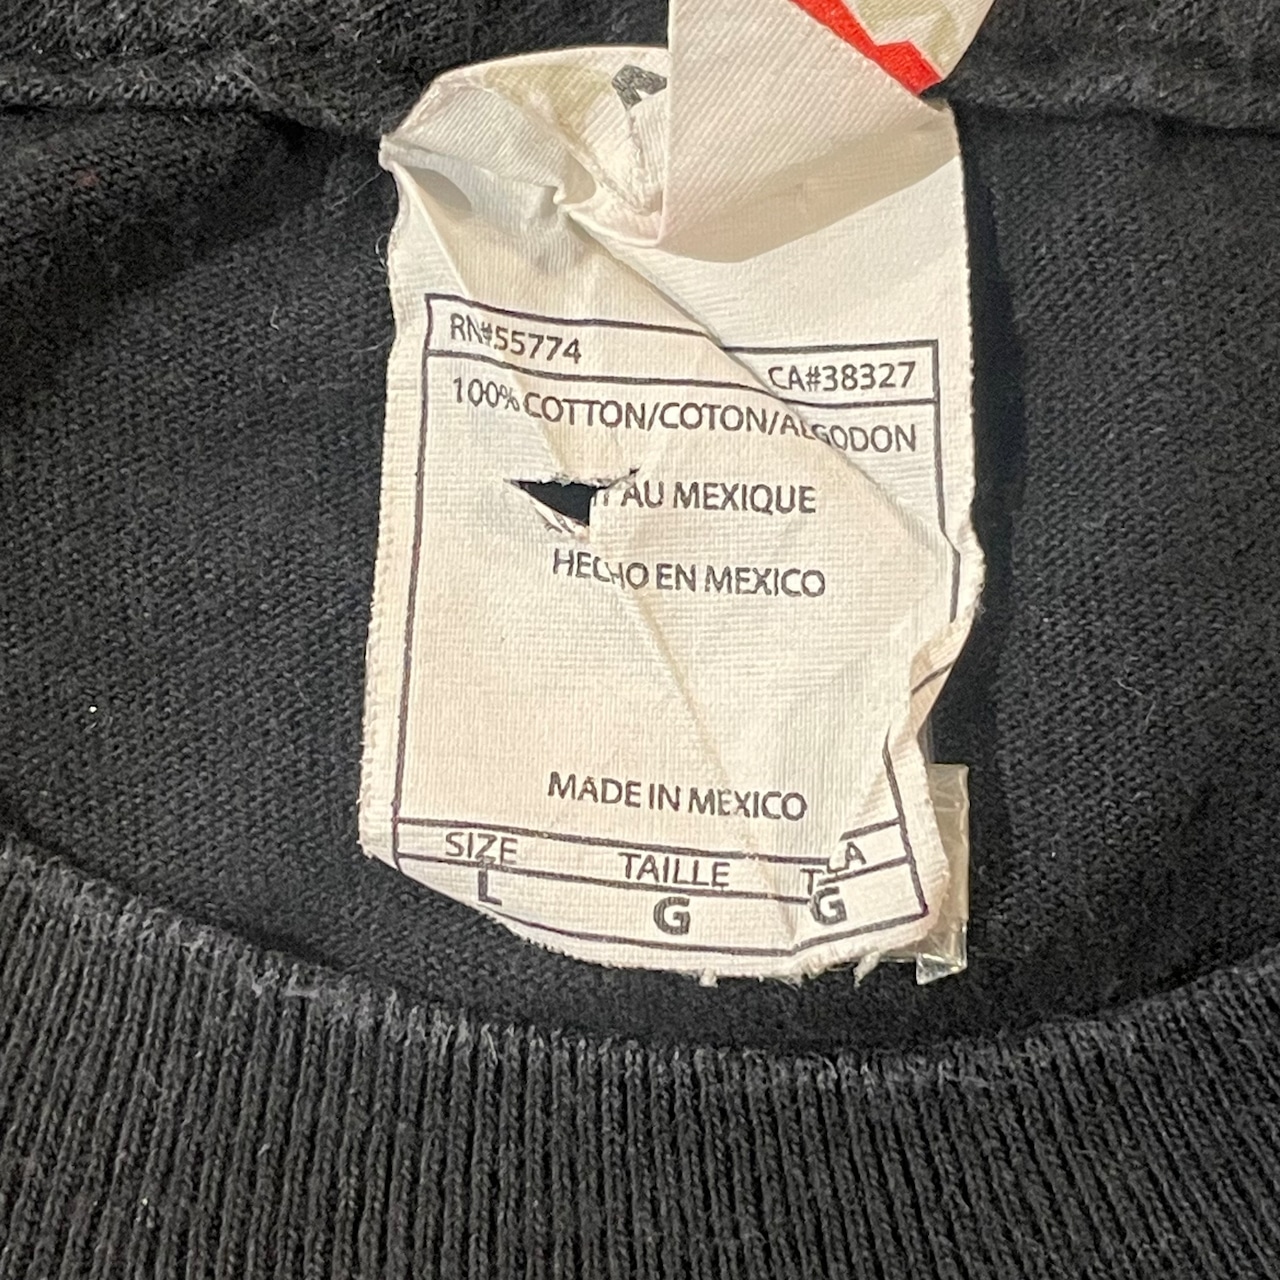 RN#55774 CA#38327
100% COTTON/COTON/ALGODON
AU MEXIQUE
HECHO EN MEXICO
MADE IN MEXICO
SIZE TAILLE
L G G